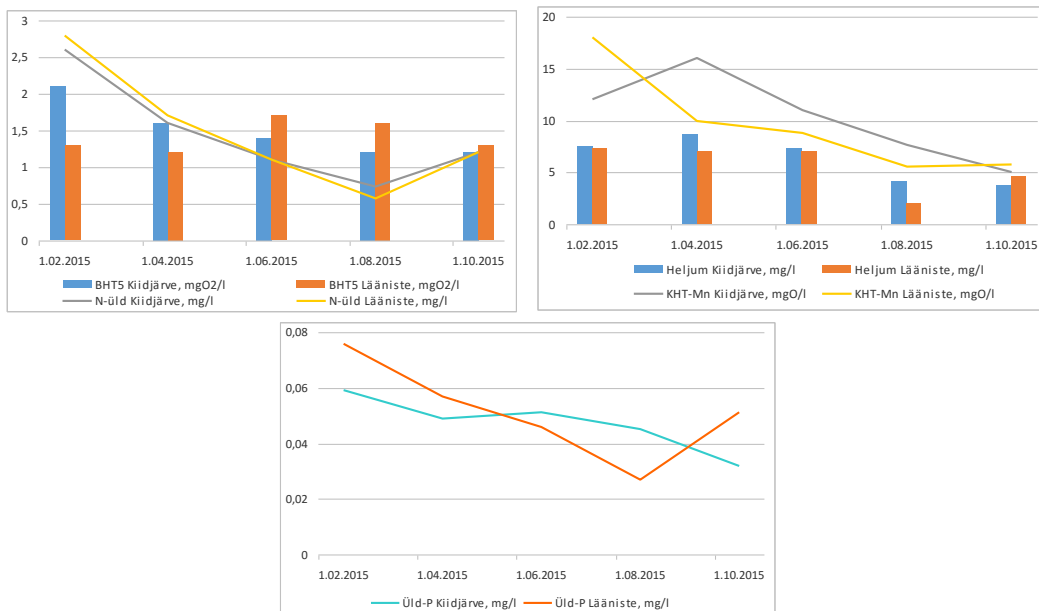 3
2,5
2
1,5
1
0,5
0
1.02.2015 1.04.2015 1.06.2015 1.08.2015 1.10.2015
BHT5 Kiidjärve, mgO2/l BHT5 Lääniste, mgO2/l
N-üld Kiidjärve, mg/l N-üld Lääniste, mg/l
20
15
10
5
0
1.02.2015 1.04.2015 1.06.2015 1.08.2015 1.10.2015
Heljum Kiidjärve, mg/l Heljum Lääniste, mg/l
KHT-Mn Kiidjärve, mgO/l KHT-Mn Lääniste, mgO/l
0,08
0,06
0,04
0,02
0
1.02.2015 1.04.2015 1.06.2015 1.08.2015 1.10.2015
Üld-P Kiidjärve, mg/l Üld-P Lääniste, mg/l